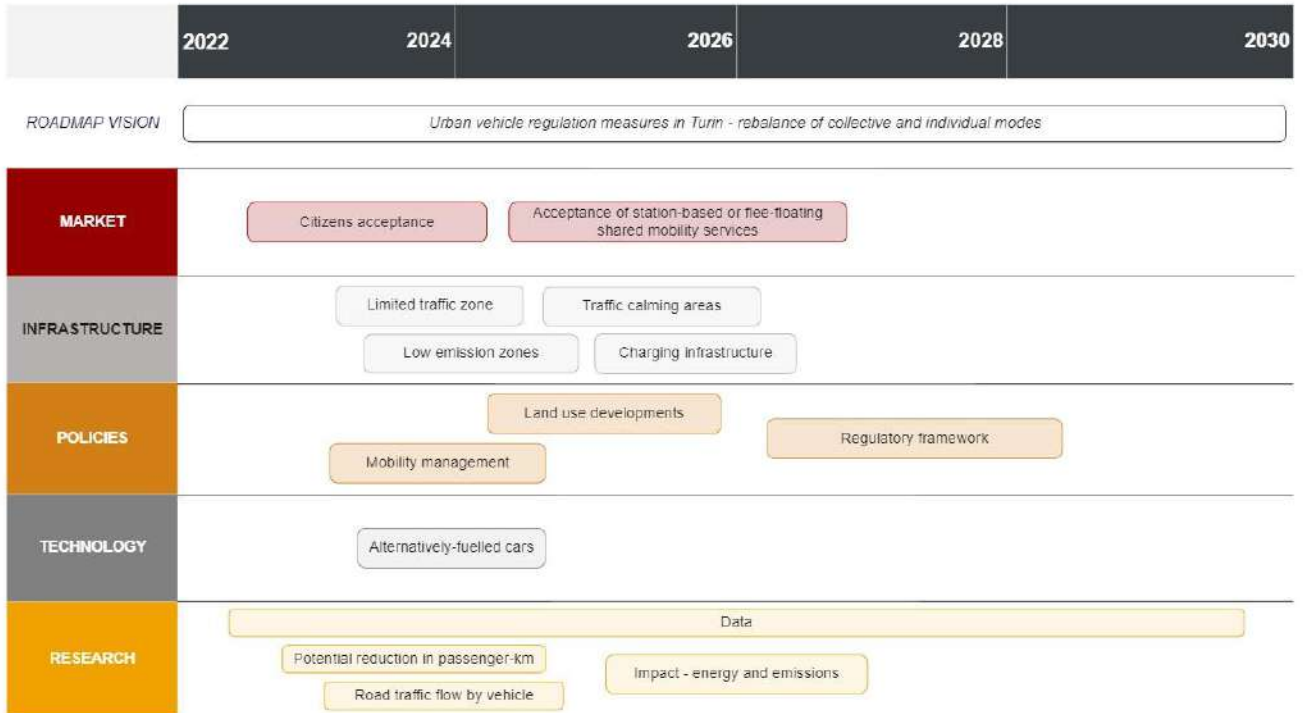 2022 2024 2026 2028 2030
ROADMAP VISION
Urban vehicle regulation measures in Turin - rebalance of collective and individual modes
MARKET
Citizens acceptance
Acceptance of station-based or flee-floating
shared mobility services
INFRASTRUCTURE
Limited traffic zone
Traffic calming areas
Low emission zones
Charging infrastructure
POLICIES
Land use developments
Regulatory framework
Mobility management
TECHNOLOGY
Alternatively-fuelled cars
RESEARCH
Data
Potential reduction in passenger-km
Impact - energy and emissions
Road traffic flow by vehicle